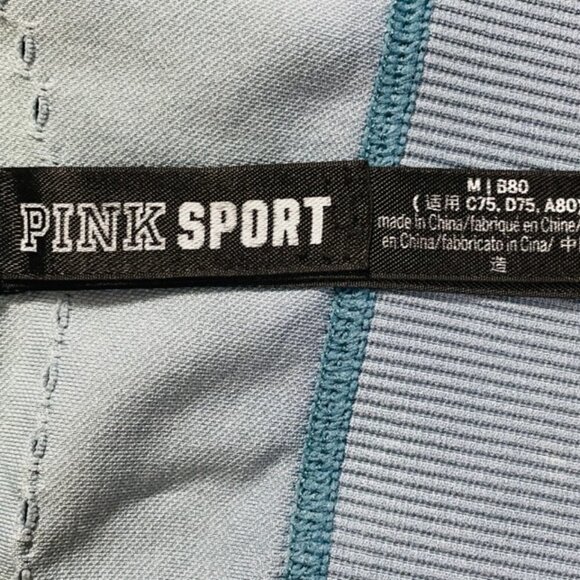 PINK SPORT
M | B80
( 适用 C75, D75, A80)
made in China/fabriqué en Chine/
en China/fabbricato in Cina/ 中
造